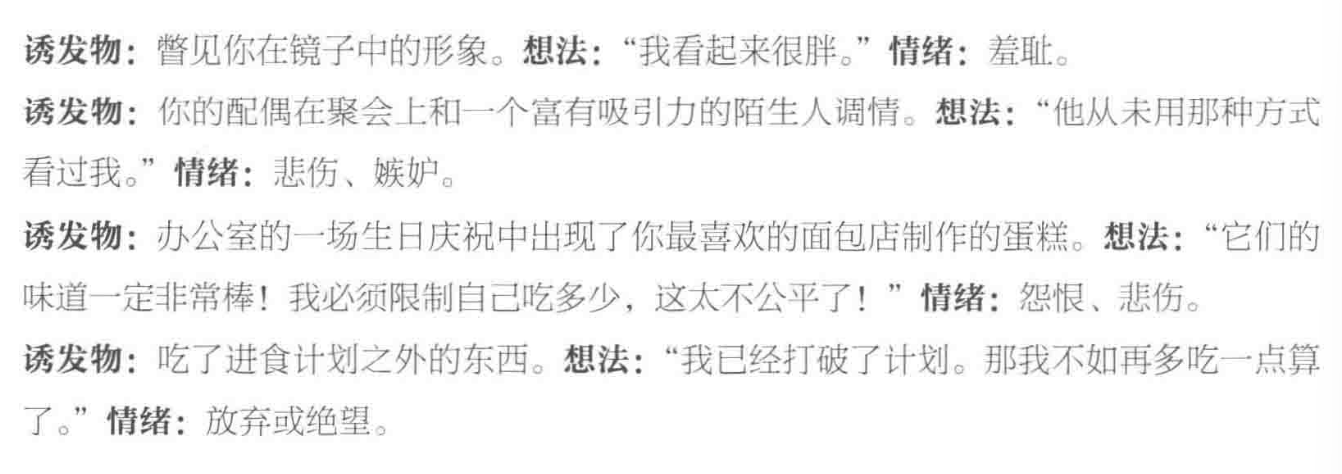 诱发物：瞥见你在镜子中的形象。想法：“我看起来很胖。”情绪：羞耻。
诱发物：你的配偶在聚会上和一个富有吸引力的陌生人调情。想法：“他从未用那种方式
看过我。”情绪：悲伤、嫉妒。
诱发物：办公室的一场生日庆祝中出现了你最喜欢的面包店制作的蛋糕。想法：“它们的
味道一定非常棒！我必须限制自己吃多少，这太不公平了！”情绪：怨恨、悲伤。
诱发物：吃了进食计划之外的东西。想法：“我已经打破了计划。那我不如再多吃一点算
了。”情绪：放弃或绝望。